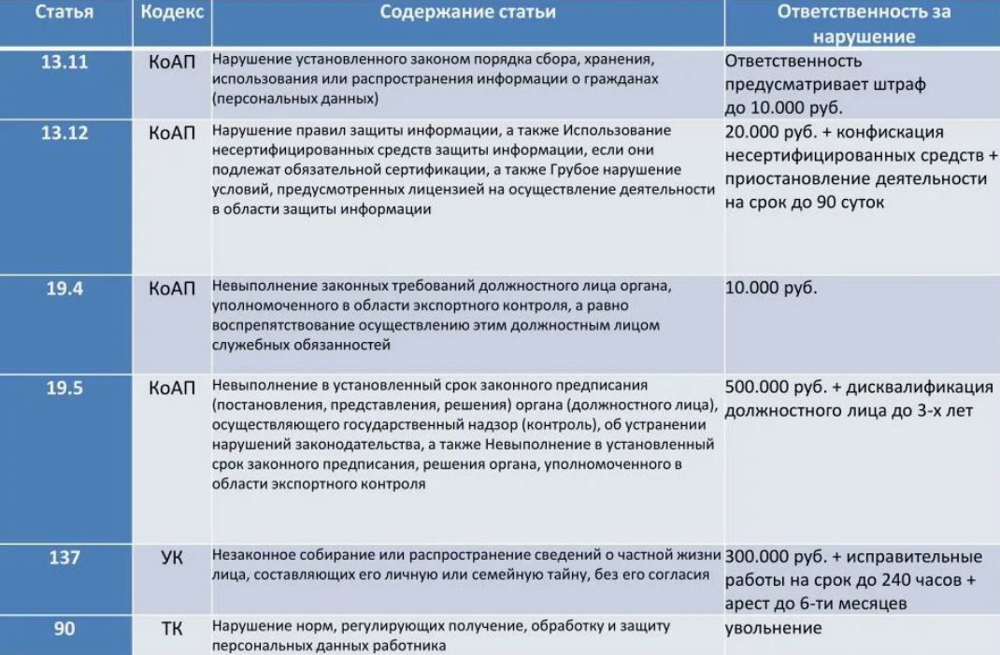 Статья Кодекс Содержание статьи Ответственность за
нарушение
13.11 КоАП Нарушение установленного законом порядка сбора, хранения,
использования или распространения информации о гражданах
(персональных данных)
Ответственность
предусматривает штраф
до 10.000 руб.
13.12 КоАП Нарушение правил защиты информации, а также Использование
несертифицированных средств защиты информации, если они
подлежат обязательной сертификации, а также Грубое нарушение
условий, предусмотренных лицензией на осуществление деятельности
в области защиты информации
20.000 руб. + конфискация
несертифицированных средств +
приостановление деятельности
на срок до 90 суток
19.4 КоАП Невыполнение законных требований должностного лица органа,
уполномоченного в области экспортного контроля, а равно
воспрепятствование осуществлению этим должностным лицом
служебных обязанностей
10.000 руб.
19.5 КоАП Невыполнение в установленный срок законного предписания
(постановления, представления, решения) органа (должностного лица),
осуществляющего государственный надзор (контроль), об устранении
нарушений законодательства, а также Невыполнение в установленный
срок законного предписания, решения органа, уполномоченного в
области экспортного контроля
500.000 руб. + дисквалификация
должностного лица до 3-х лет
137 УК Незаконное собирание или распространение сведений о частной жизни
лица, составляющих его личную или семейную тайну, без его согласия
300.000 руб. + исправительные
работы на срок до 240 часов +
арест до 6-ти месяцев
90 ТК Нарушение норм, регулирующих получение, обработку и защиту
персональных данных работника
увольнение